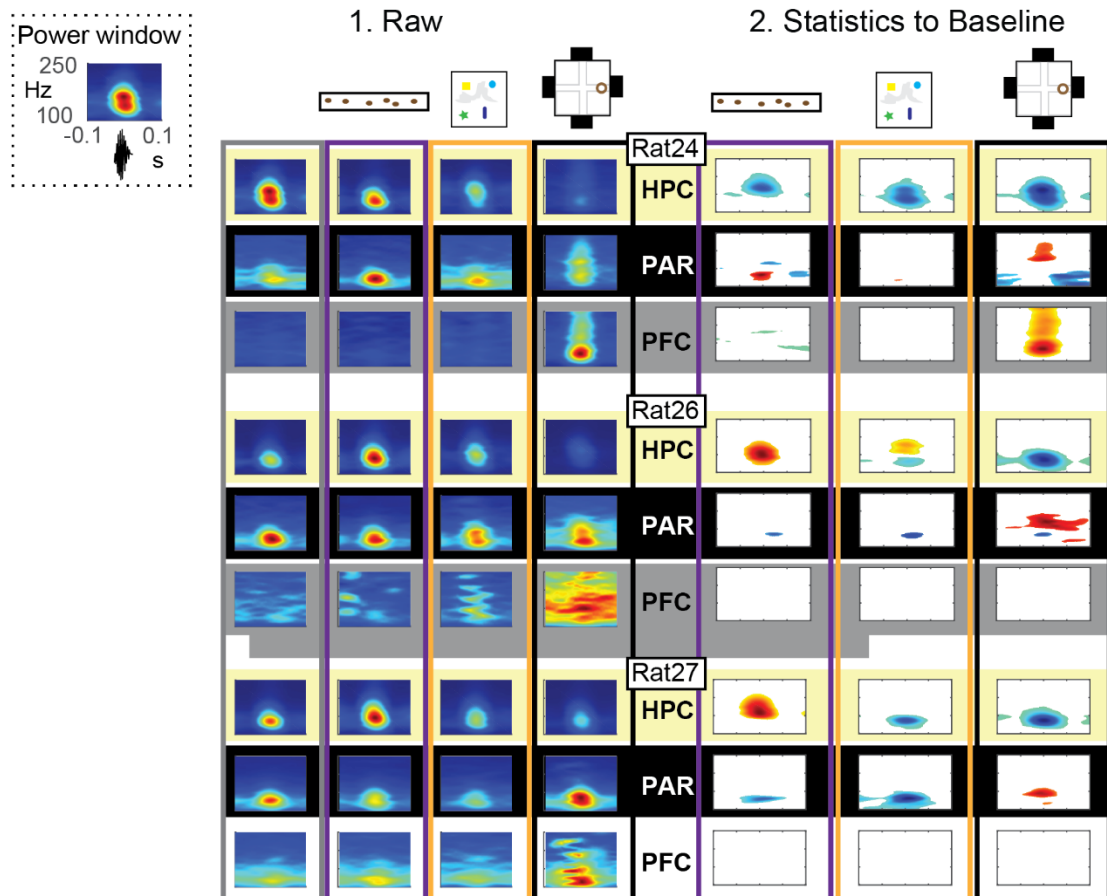 1. Raw
2. Statistics to Baseline
Power window
250
Hz
100
-0.1
0.1
s
Rat24
HPC
PAR
PFC
Rat26
HPC
PAR
PFC
Rat27
HPC
PAR
PFC